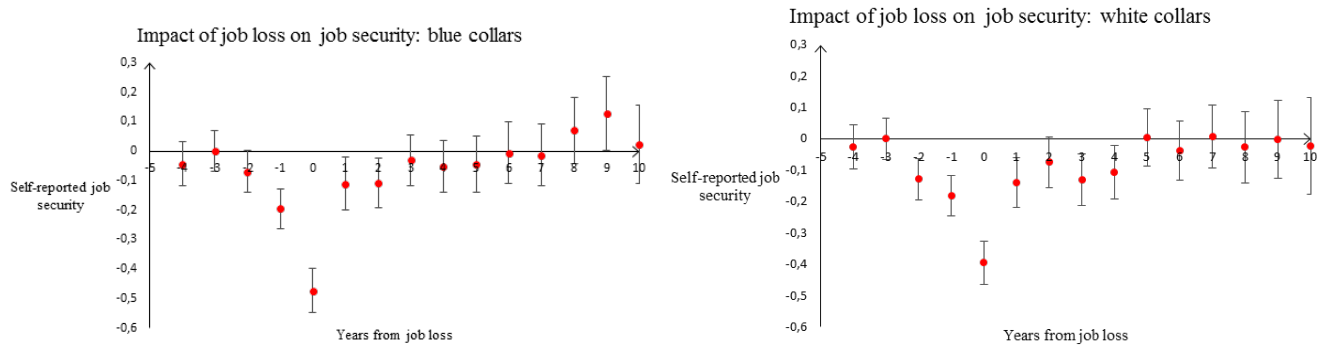 Impact of job loss on job security: blue collars
0,3
0,2
0,1
0
-0,1
-0,2
-0,3
-0,4
-0,5
-0,6
-5 -4 -3 -2 -1 0 1 2 3 4 5 6 7 8 9 10
Self-reported job
security
Years from job loss
Impact of job loss on job security: white collars
0,3
0,2
0,1
0
-0,1
-0,2
-0,3
-0,4
-0,5
-0,6
-5 -4 -3 -2 -1 0 1 2 3 4 5 6 7 8 9 10
Self-reported job
security
Years from job loss